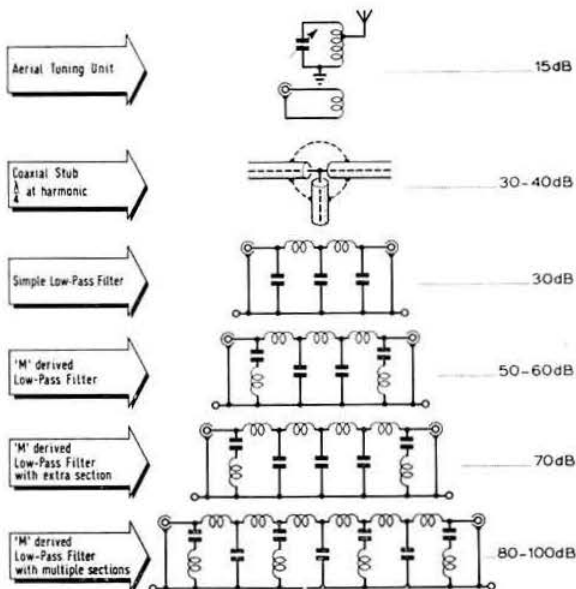 Aerial Tuning Unit
15dB
Coaxial Stub
λ/4 at harmonic
30-40dB
Simple Low-Pass Filter
30dB
'M' derived
Low-Pass Filter
50-60dB
'M' derived
Low-Pass Filter
with extra section
70dB
'M' derived
Low-Pass Filter
with multiple sections
80-100dB